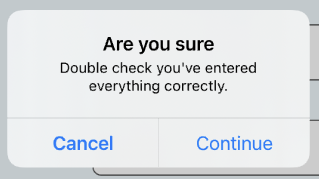 Are you sure
Double check you've entered
everything correctly.
Cancel
Continue